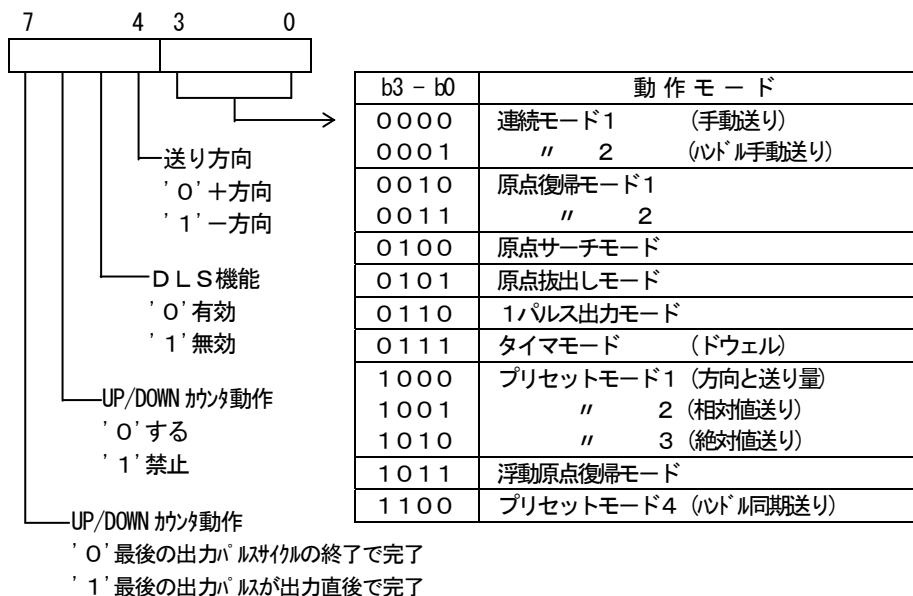 7 4 3 0
送り方向
'0'+方向
'1'-方向
DLS機能
'0'有効
'1'無効
UP/DOWN カウンタ動作
'0'する
'1'禁止
UP/DOWN カウンタ動作
'0'最後の出力パルスサイクルの終了で完了
'1'最後の出力パルスが出力直後で完了
b3 - b0 動作モード
0000 連続モード1 (手動送り)
0001 〃 2 (ハンドル手動送り)
0010 原点復帰モード1
0011 〃 2
0100 原点サーチモード
0101 原点抜出しモード
0110 1パルス出力モード
0111 タイマモード (ドウェル)
1000 プリセットモード1 (方向と送り量)
1001 〃 2 (相対値送り)
1010 〃 3 (絶対値送り)
1011 浮動原点復帰モード
1100 プリセットモード4 (ハンドル同期送り)